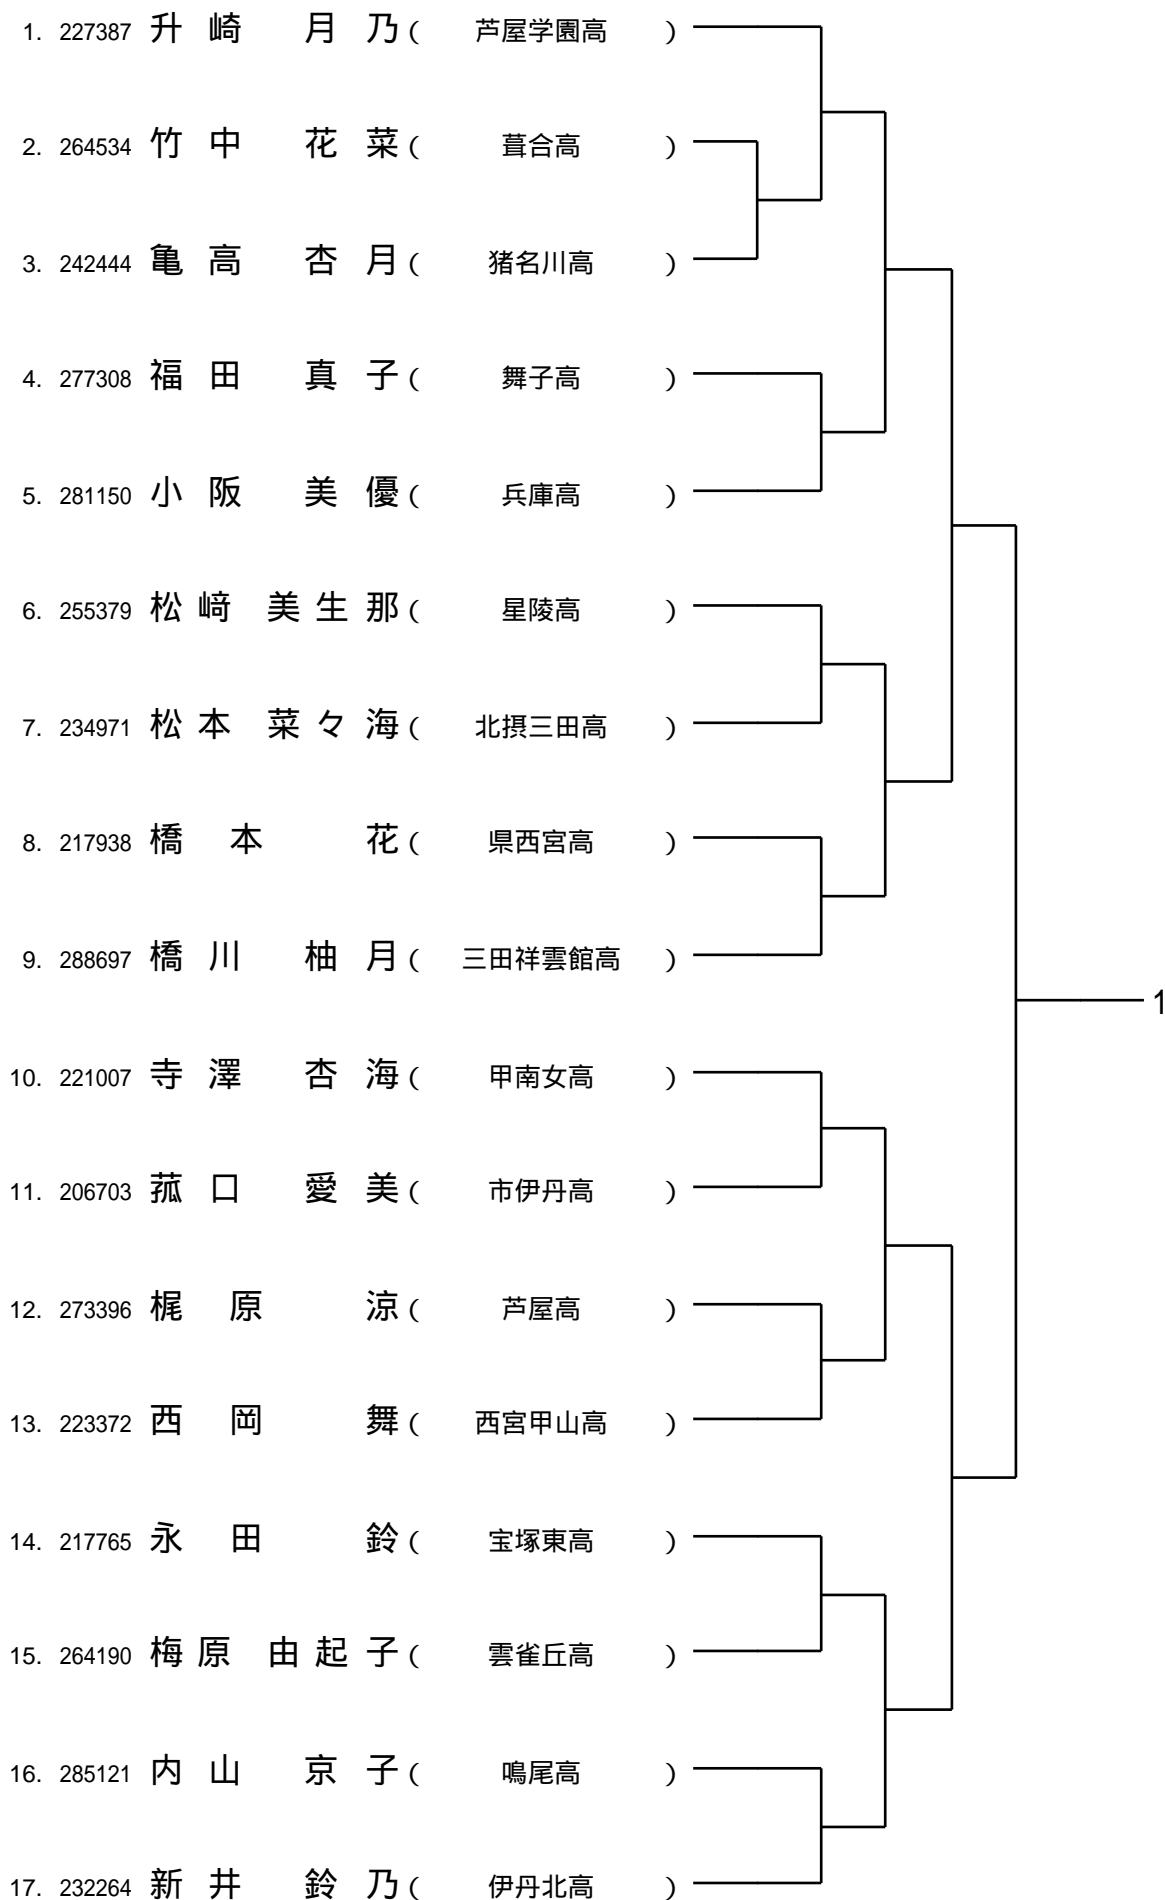 1. 227387 升崎 月乃 ( 芦屋学園高 )
2. 264534 竹中 花菜 ( 葺合高 )
3. 242444 亀高 杏月 ( 猪名川高 )
4. 277308 福田 真子 ( 舞子高 )
5. 281150 小阪 美優 ( 兵庫高 )
6. 255379 松﨑 美生那 ( 星陵高 )
7. 234971 松本 菜々海 ( 北摂三田高 )
8. 217938 橋本 花 ( 県西宮高 )
9. 288697 橋川 柚月 ( 三田祥雲館高 )
1
10. 221007 寺澤 杏海 ( 甲南女高 )
11. 206703 菰口 愛美 ( 市伊丹高 )
12. 273396 梶原 涼 ( 芦屋高 )
13. 223372 西岡 舞 ( 西宮甲山高 )
14. 217765 永田 鈴 ( 宝塚東高 )
15. 264190 梅原 由起子 ( 雲雀丘高 )
16. 285121 内山 京子 ( 鳴尾高 )
17. 232264 新井 鈴乃 ( 伊丹北高 )